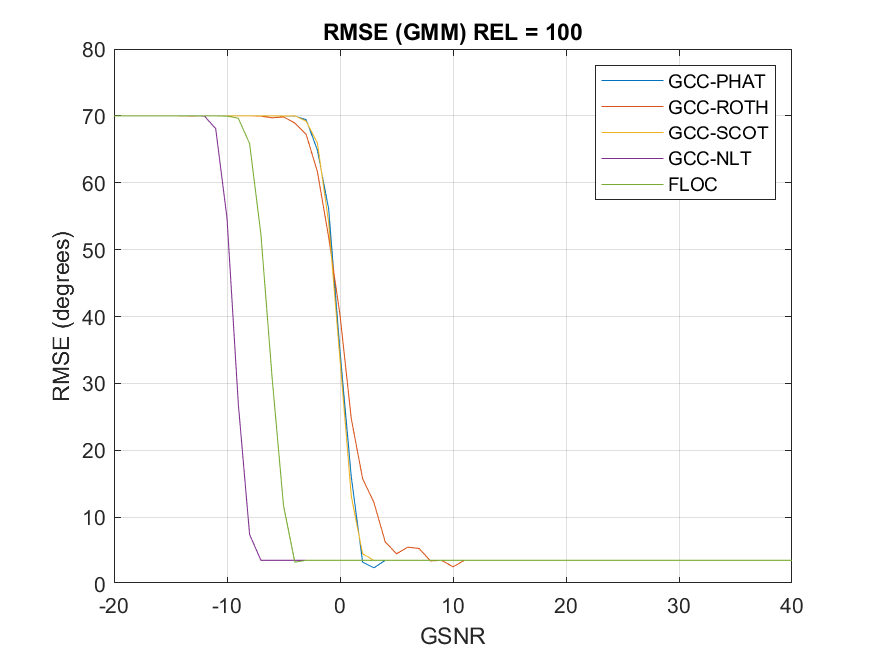 RMSE (GMM) REL = 100
80
70
60
50
40
30
20
10
0
RMSE (degrees)
GCC-PHAT
GCC-ROTH
GCC-SCOT
GCC-NLT
FLOC
-20 -10 0 10 20 30 40
GSNR